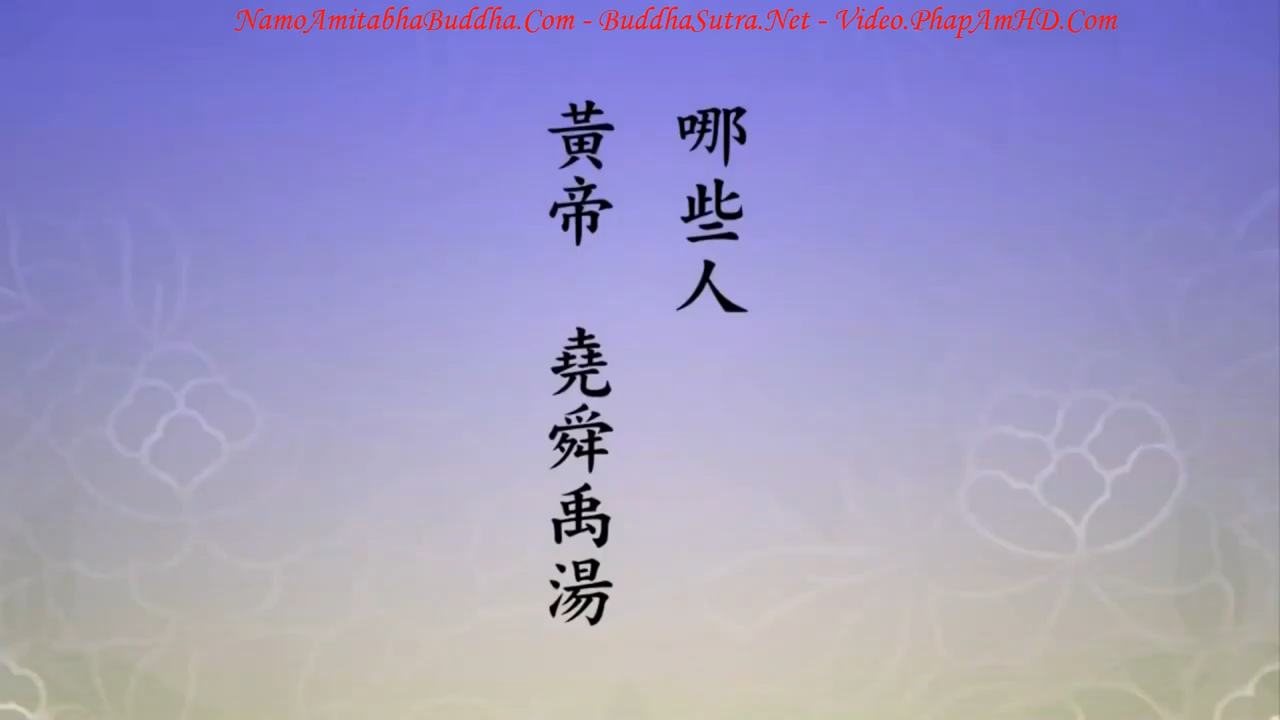 NamoAmitabhaBuddha.Com - BuddhaSutra.Net - Video.PhapAmHD.Com
哪些人
黃帝　堯舜禹湯